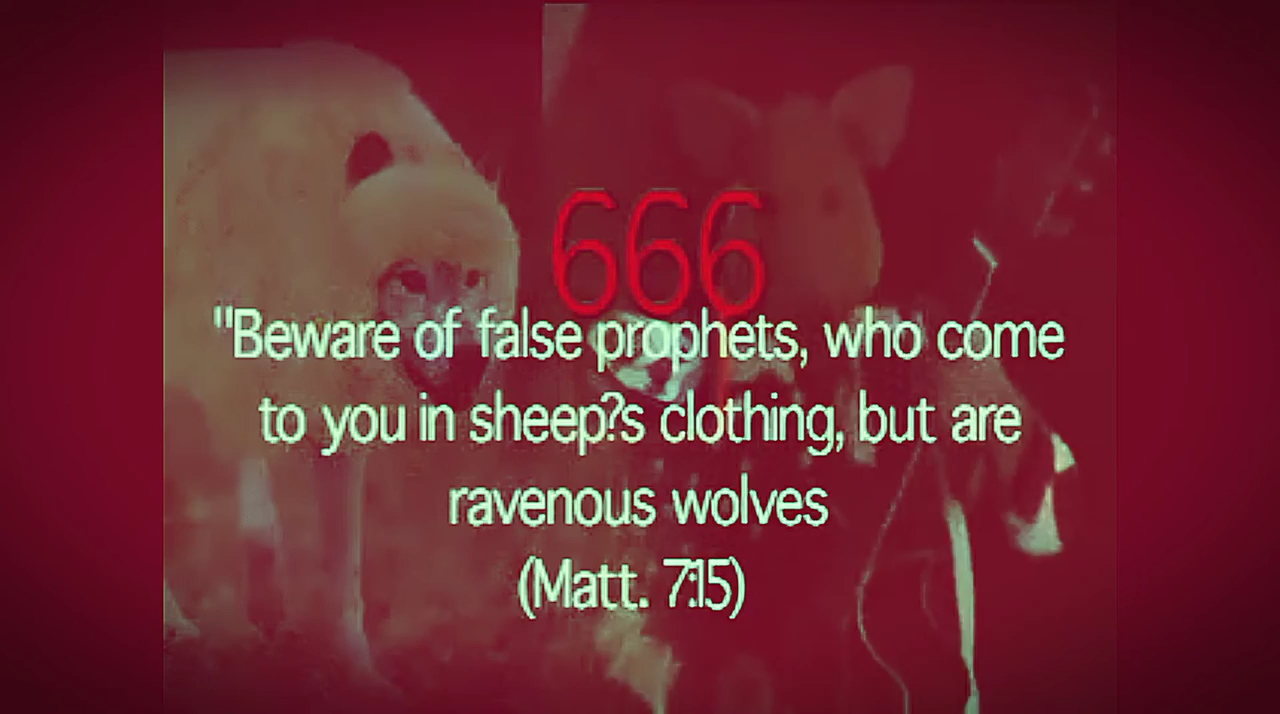 666
"Beware of false prophets, who come
to you in sheep?s clothing, but are
ravenous wolves
(Matt. 7:15)